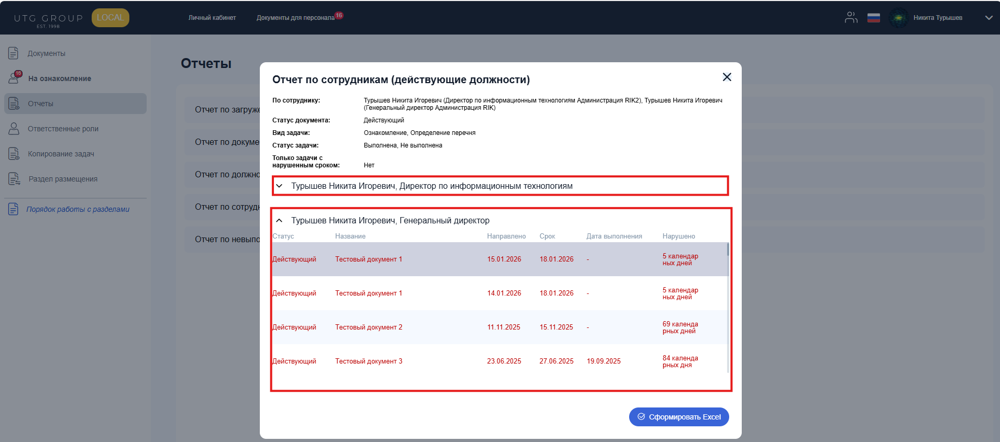 UTG GROUP
EST. 1998
LOCAL
Личный кабинет
Документы для персонала
16
Никита Турышев
Документы
16
На ознакомление
Отчеты
Ответственные роли
Копирование задач
Раздел размещения
Порядок работы с разделами
Отчеты
Отчет по загруже
Отчет по докуме
Отчет по должно
Отчет по сотрудн
Отчет по невыпо
Отчет по сотрудникам (действующие должности)
По сотруднику: Турышев Никита Игоревич (Директор по информационным технологиям Администрация RIK2), Турышев Никита Игоревич
(Генеральный директор Администрация RIK)
Статус документа: Действующий
Вид задачи: Ознакомление, Определение перечня
Статус задачи: Выполнена, Не выполнена
Только задачи с
нарушенным сроком: Нет
Турышев Никита Игоревич, Директор по информационным технологиям
Турышев Никита Игоревич, Генеральный директор
Статус Название Направлено Срок Дата выполнения Нарушено
Действующий Тестовый документ 1 15.01.2026 18.01.2026 - 5 календар
ных дней
Действующий Тестовый документ 1 14.01.2026 18.01.2026 - 5 календар
ных дней
Действующий Тестовый документ 2 11.11.2025 15.11.2025 - 69 календа
рных дней
Действующий Тестовый документ 3 23.06.2025 27.06.2025 19.09.2025 84 календа
рных дня
Сформировать Excel